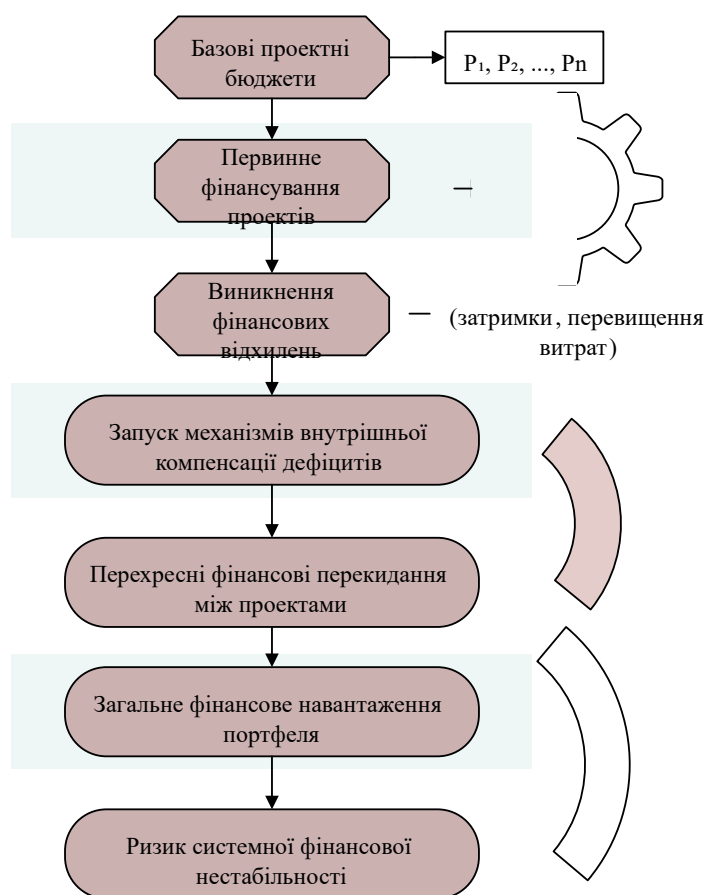 Базові проектні
бюджети
P₁, P₂, ..., Pn
Первинне
фінансування
проектів
–
Виникнення
фінансових
відхилень
– (затримки, перевищення
витрат)
Запуск механізмів внутрішньої
компенсації дефіцитів
Перехресні фінансові перекидання
між проектами
Загальне фінансове навантаження
портфеля
Ризик системної фінансової
нестабільності